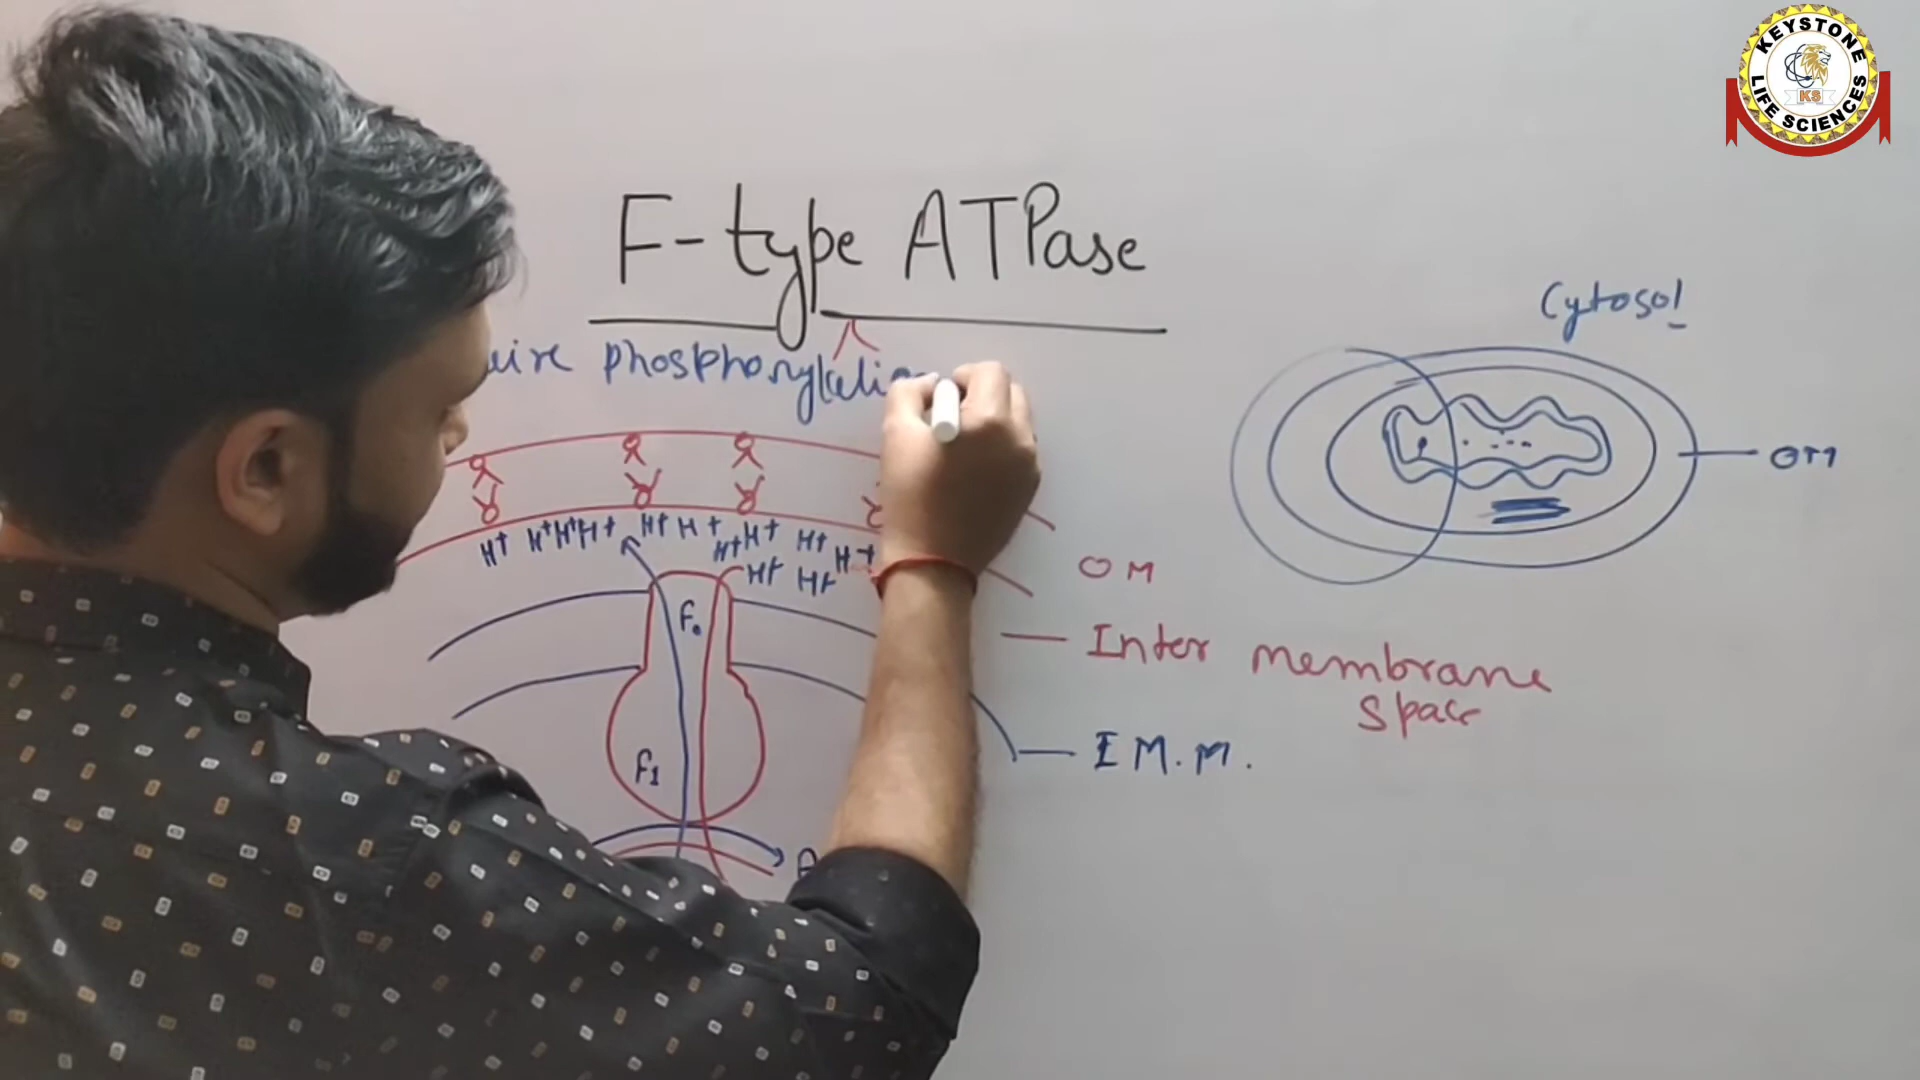 KEYSTONE
LIFE SCIENCES
KS
F-type ATPase
phosphorylation
Cytosol
OM
H+ H+ H+ H+ H+ H+ H+ H+ H+ H+
H+ H+
OM
F₀
Inter membrane
space
F1
I M.M.
A